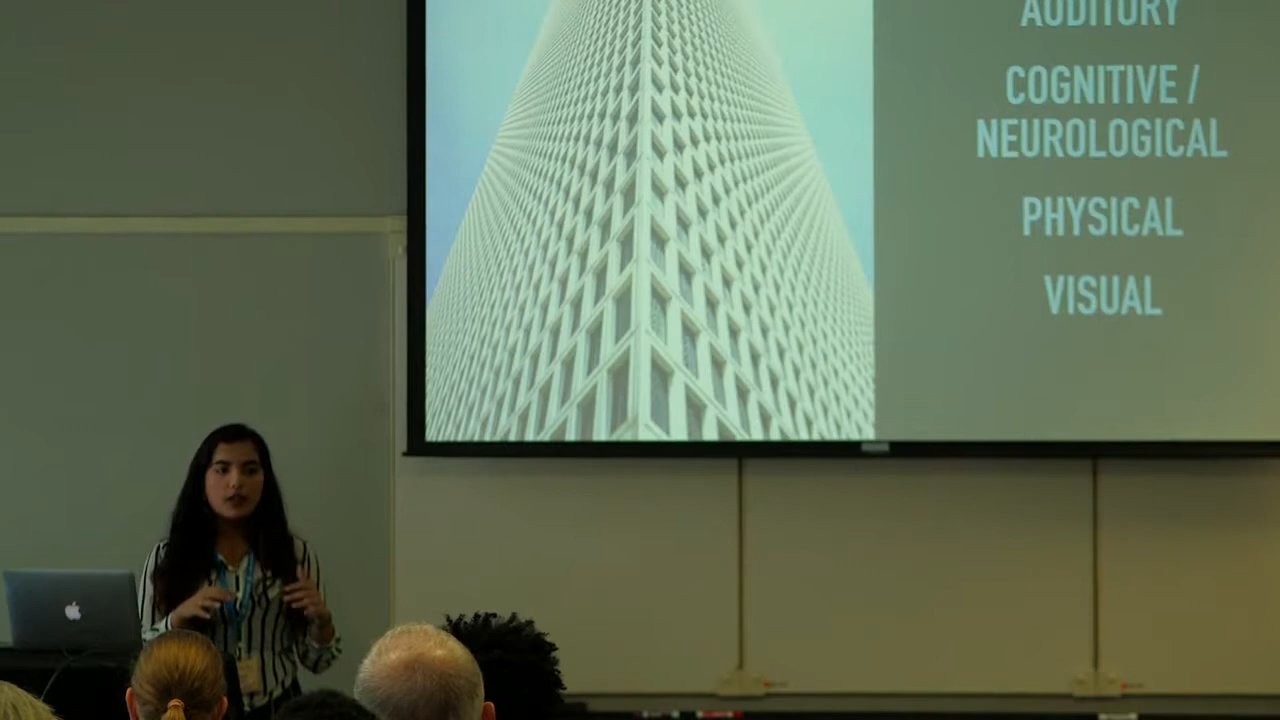 AUDITORY
COGNITIVE /
NEUROLOGICAL
PHYSICAL
VISUAL